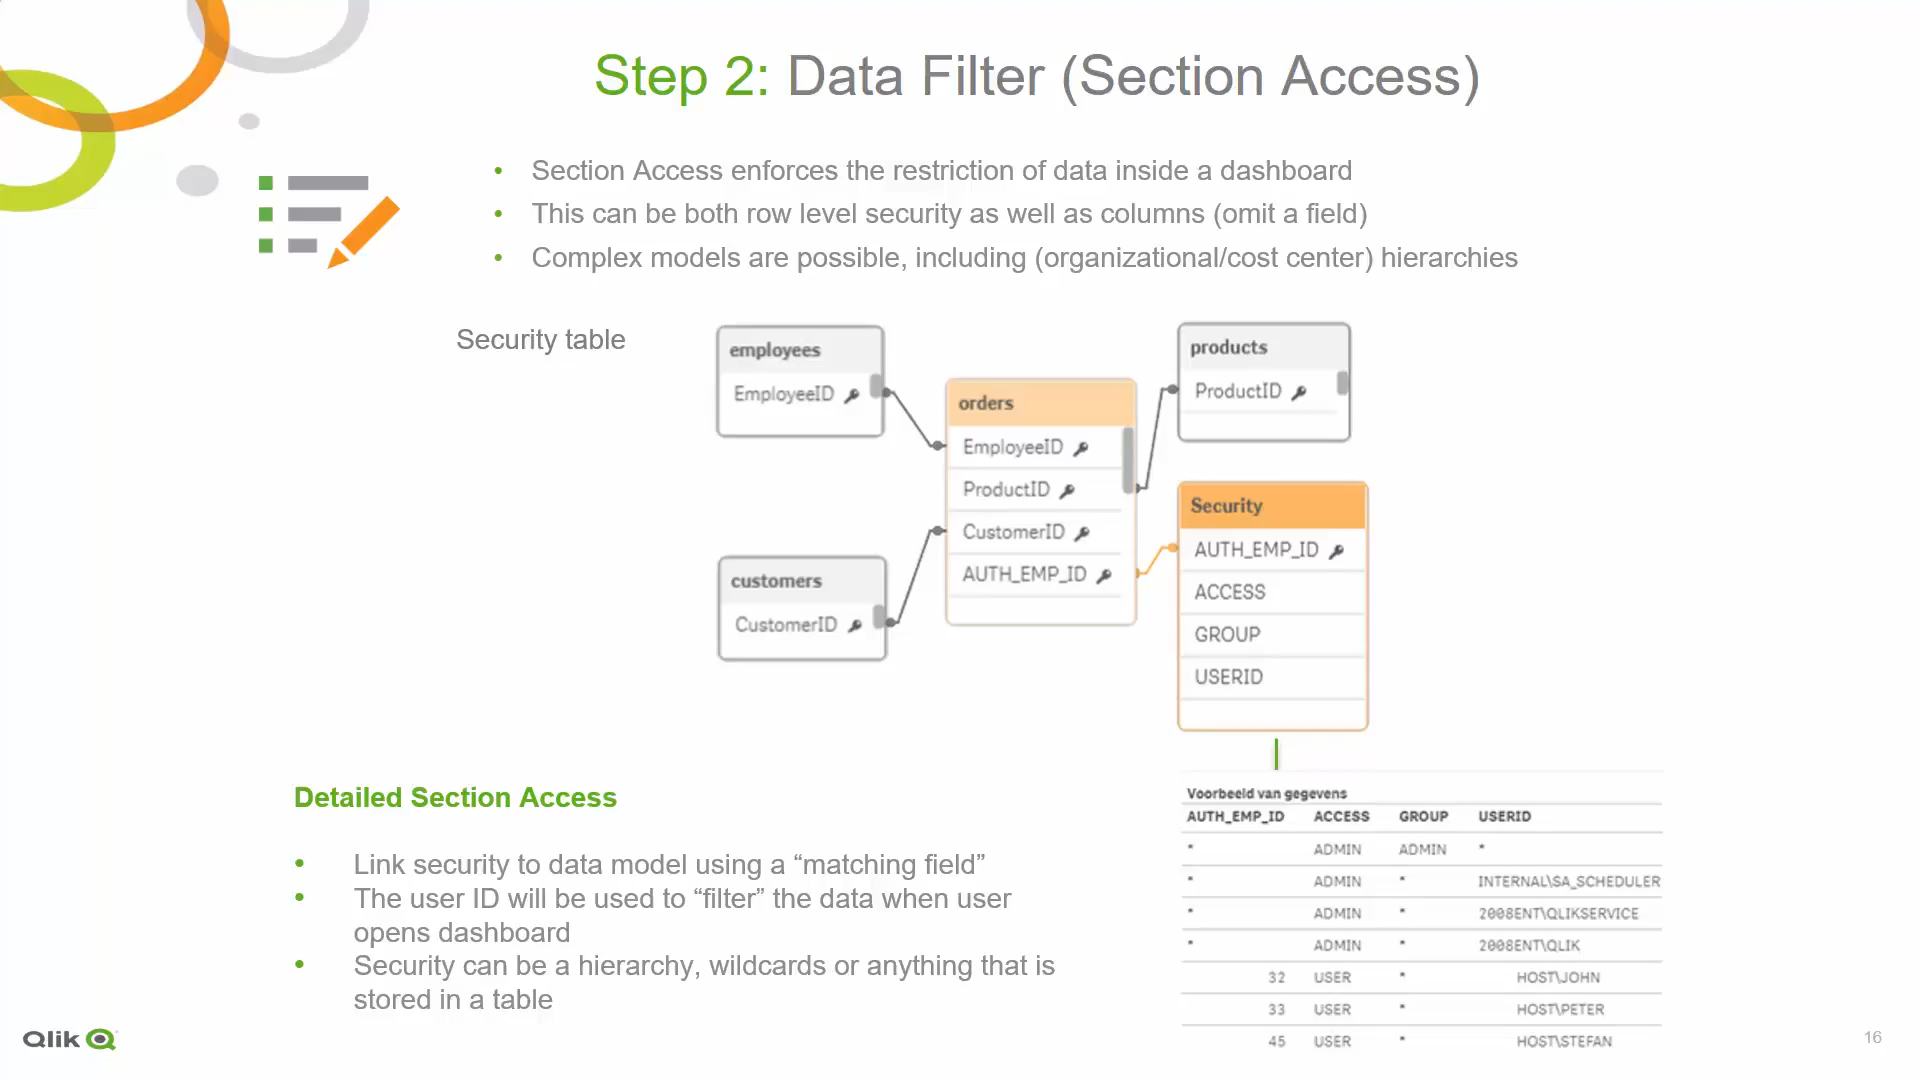 Step 2: Data Filter (Section Access)
• Section Access enforces the restriction of data inside a dashboard
• This can be both row level security as well as columns (omit a field)
• Complex models are possible, including (organizational/cost center) hierarchies
Security table
employees
EmployeeID
orders
EmployeeID
ProductID
CustomerID
AUTH_EMP_ID
products
ProductID
customers
CustomerID
Security
AUTH_EMP_ID
ACCESS
GROUP
USERID
Detailed Section Access
• Link security to data model using a “matching field”
• The user ID will be used to “filter” the data when user
opens dashboard
• Security can be a hierarchy, wildcards or anything that is
stored in a table
Voorbeeld van gegevens
AUTH_EMP_ID ACCESS GROUP USERID
* ADMIN ADMIN *
* ADMIN * INTERNAL\SA_SCHEDULER
* ADMIN * 2008ENT\QLIKSERVICE
* ADMIN * 2008ENT\QLIK
32 USER * HOST\JOHN
33 USER * HOST\PETER
45 USER * HOST\STEFAN
Qlik
16